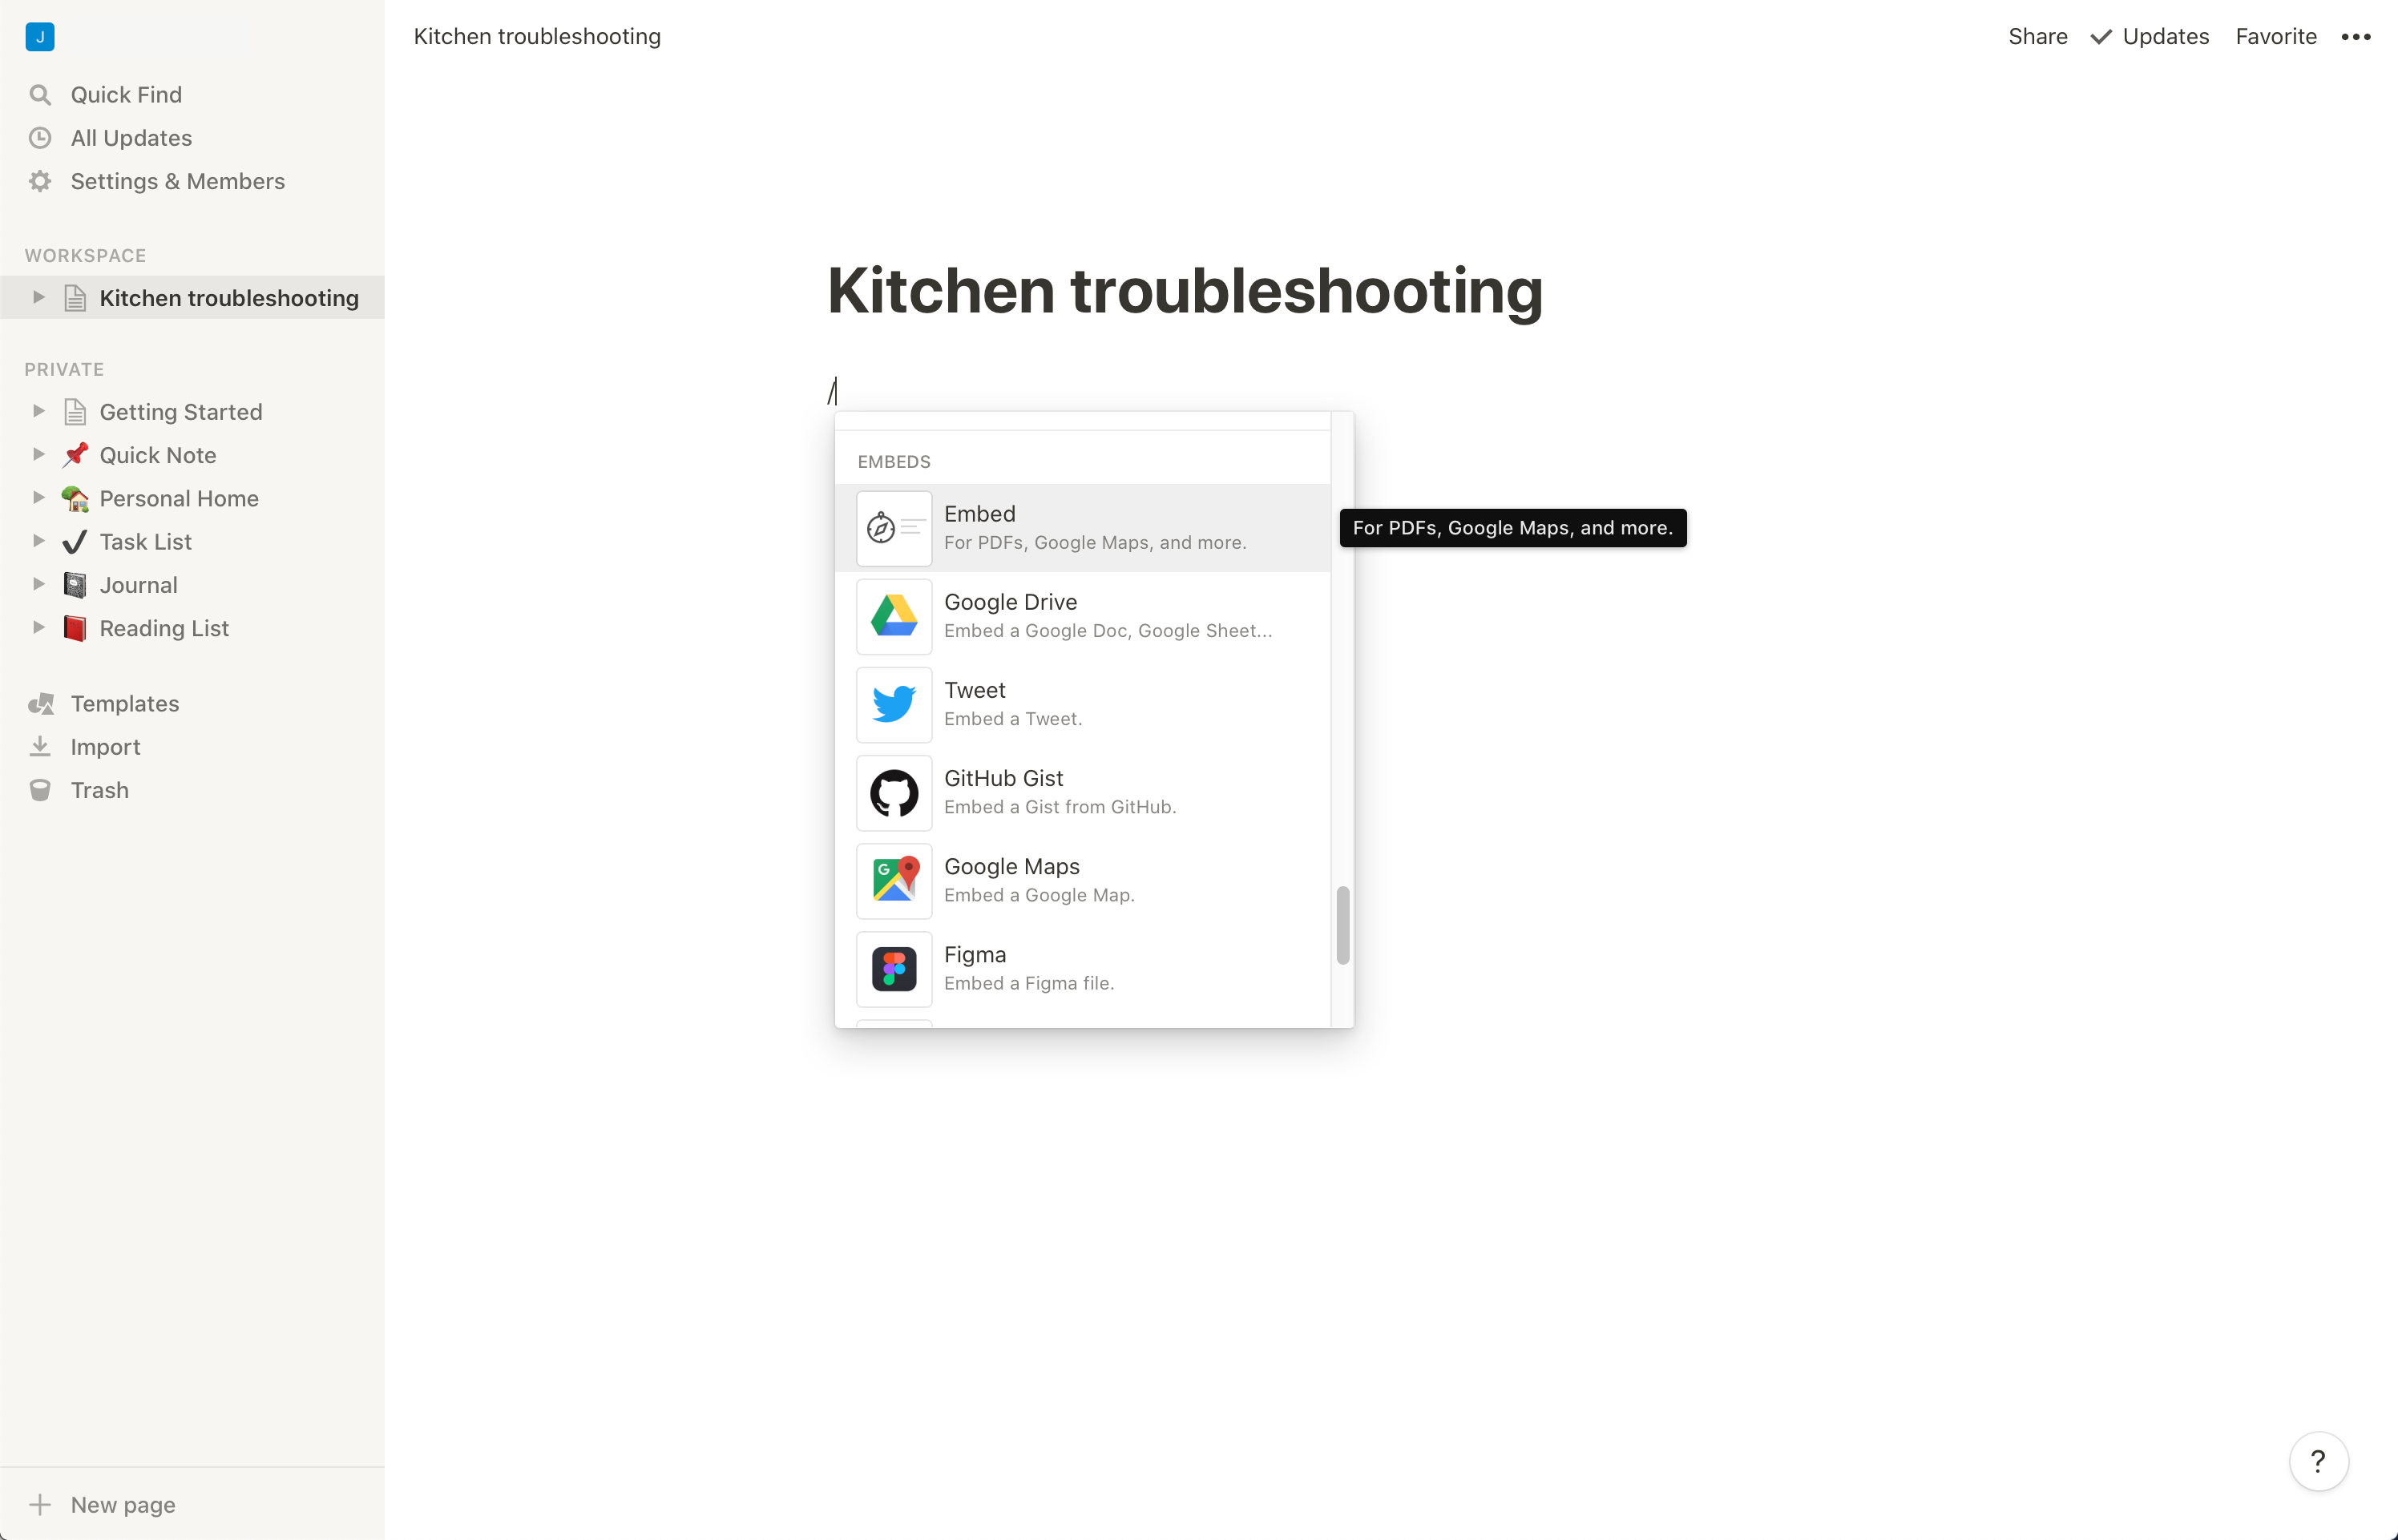 J
Quick Find
All Updates
Settings & Members
WORKSPACE
Kitchen troubleshooting
PRIVATE
Getting Started
Quick Note
Personal Home
Task List
Journal
Reading List
Templates
Import
Trash
New page
Kitchen troubleshooting
Share
Updates
Favorite
Kitchen troubleshooting
/
EMBEDS
Embed
For PDFs, Google Maps, and more.
For PDFs, Google Maps, and more.
Google Drive
Embed a Google Doc, Google Sheet...
Tweet
Embed a Tweet.
GitHub Gist
Embed a Gist from GitHub.
Google Maps
Embed a Google Map.
G
Figma
Embed a Figma file.
?